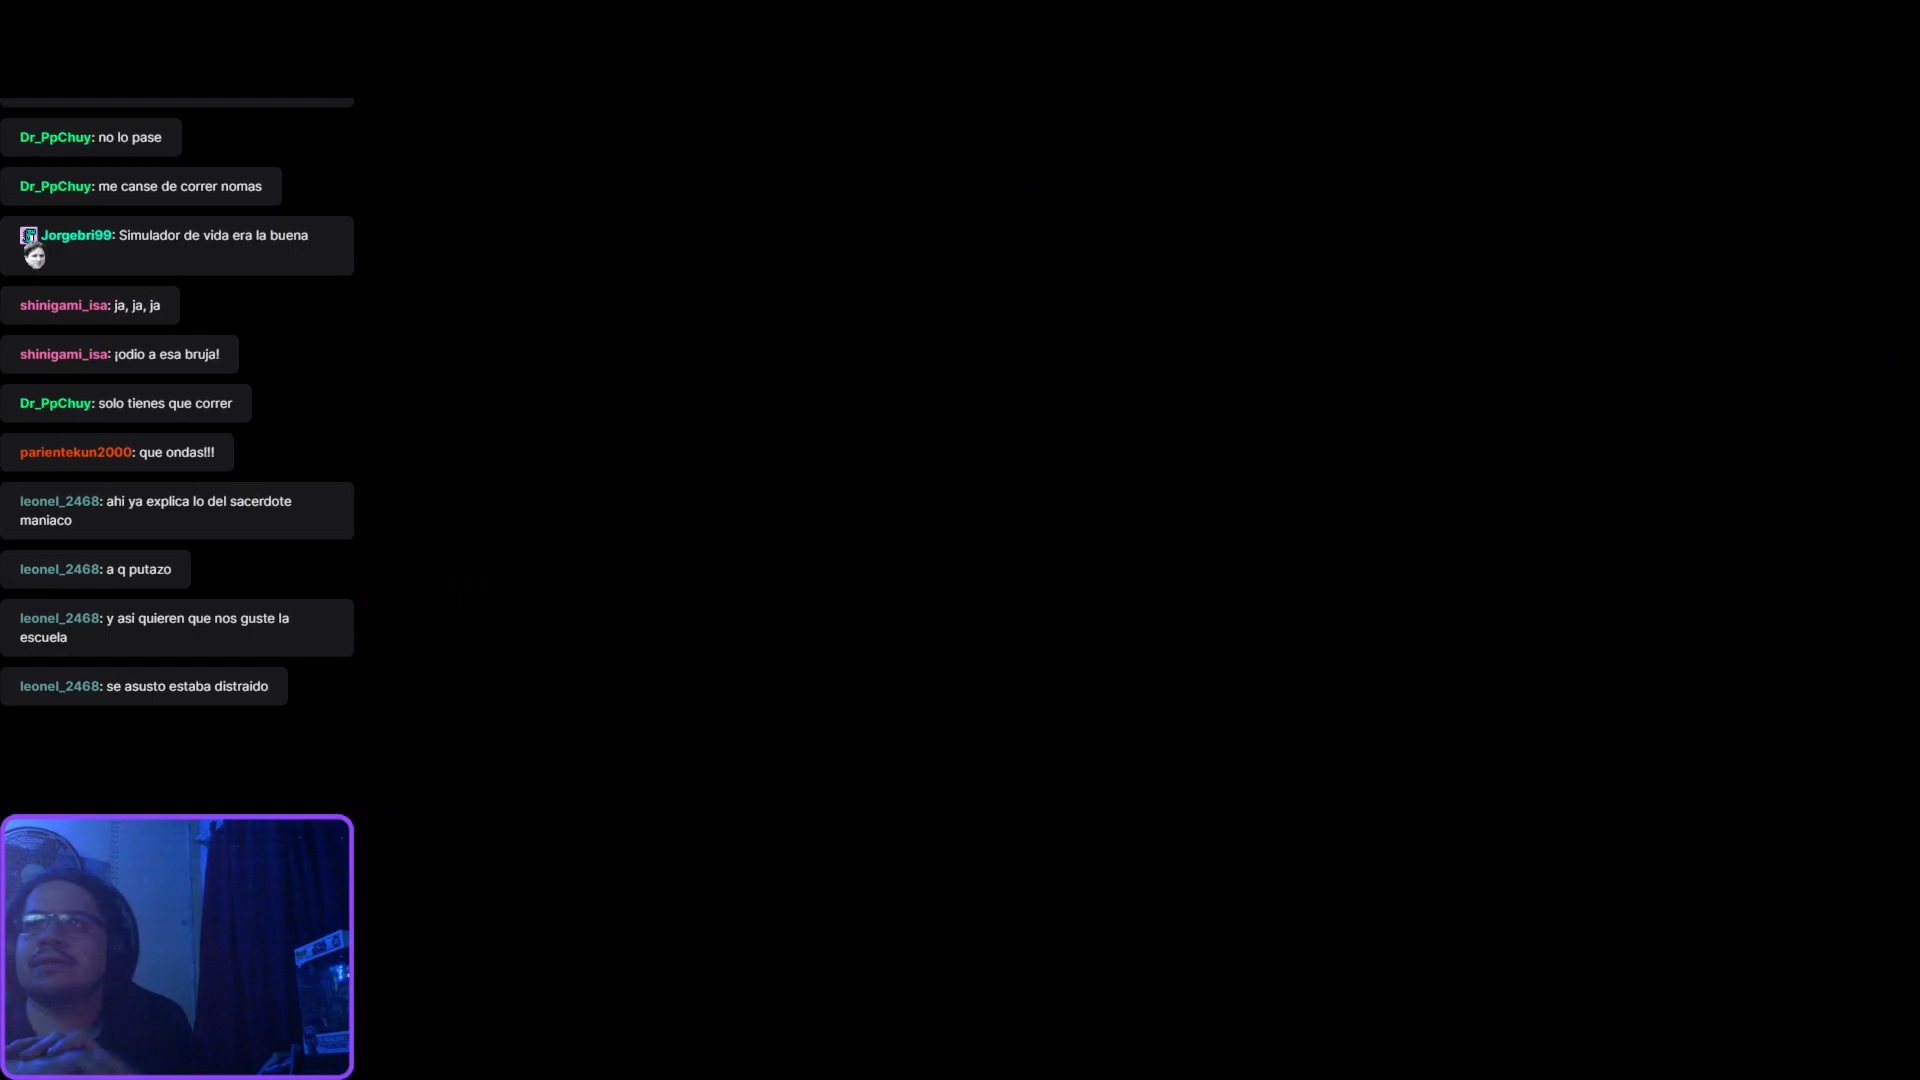 Dr_PpChuy: no lo pase
Dr_PpChuy: me canse de correr nomas
Jorgebri99: Simulador de vida era la buena
shinigami_isa: ja, ja, ja
shinigami_isa: ¡odio a esa bruja!
Dr_PpChuy: solo tienes que correr
parientekun2000: que ondas!!!
leonel_2468: ahi ya explica lo del sacerdote
maniaco
leonel_2468: a q putazo
leonel_2468: y asi quieren que nos guste la
escuela
leonel_2468: se asusto estaba distraido